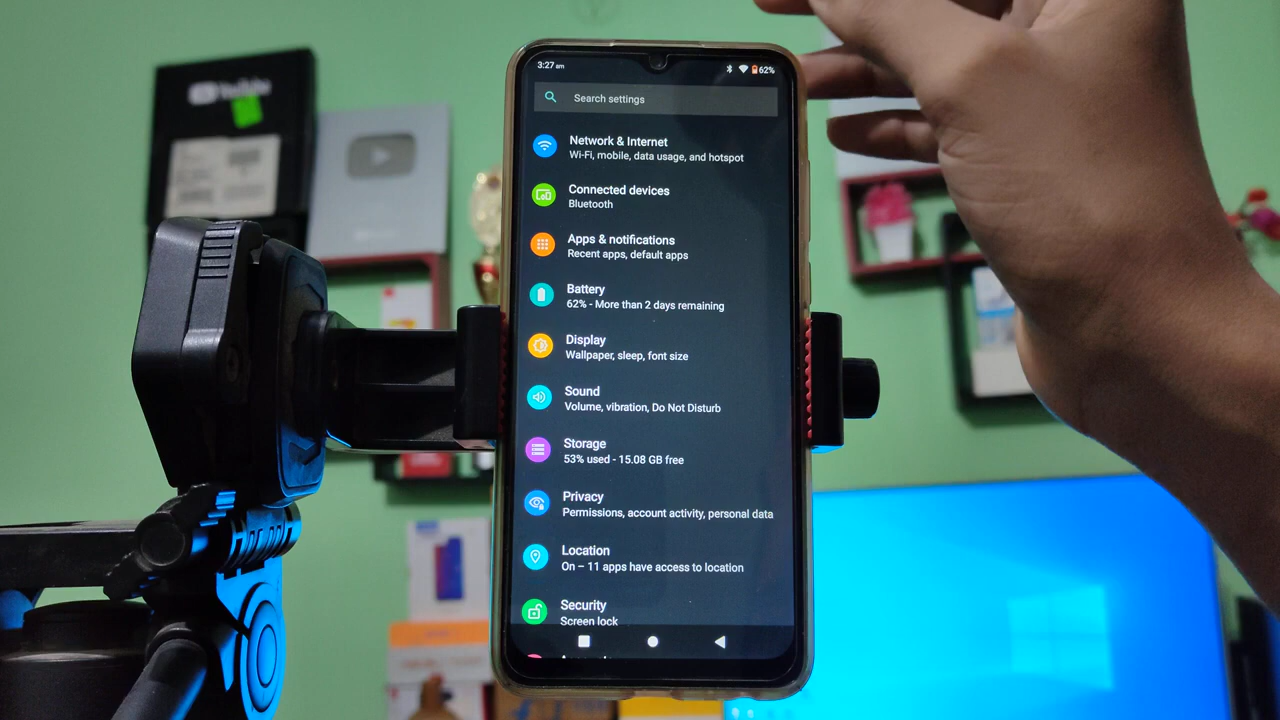 YouTube
3:27 am
62%
Search settings
Network & Internet
Wi-Fi, mobile, data usage, and hotspot
Connected devices
Bluetooth
Apps & notifications
Recent apps, default apps
Battery
62% - More than 2 days remaining
Display
Wallpaper, sleep, font size
Sound
Volume, vibration, Do Not Disturb
Storage
53% used - 15.08 GB free
Privacy
Permissions, account activity, personal data
Location
On – 11 apps have access to location
Security
Screen lock